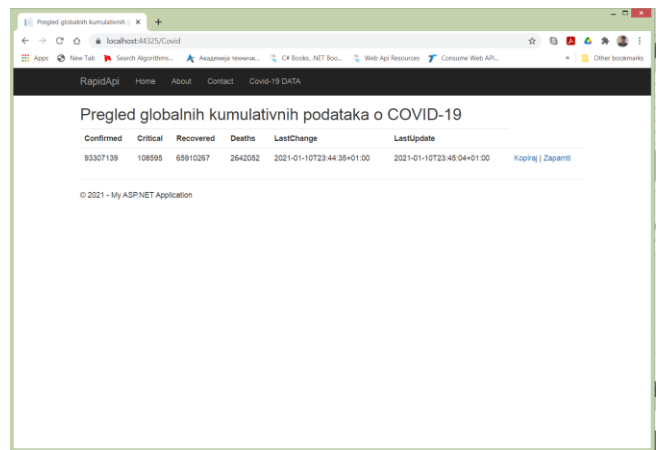 Pregled globalnih kumulativnih
localhost:44325/Covid
Apps New Tab Search Algorithms... Академија техничк... C# Books, .NET Boo... Web Api Resources Consume Web API... » Other bookmarks
RapidApi Home About Contact Covid-19 DATA
Pregled globalnih kumulativnih podataka o COVID-19
Confirmed Critical Recovered Deaths LastChange LastUpdate
93307139 108595 65910267 2642052 2021-01-10T23:44:35+01:00 2021-01-10T23:45:04+01:00 Kopiraj | Zapamti
© 2021 - My ASP.NET Application